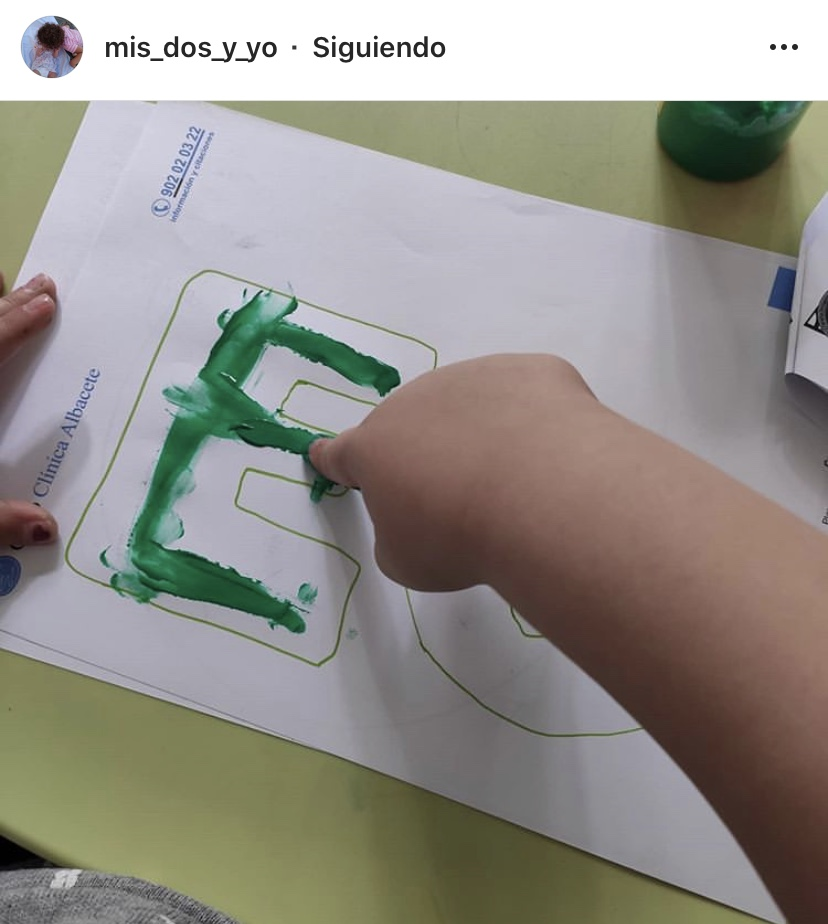 mis_dos_y_yo · Siguiendo
902 02 03 22
información y citaciones
Clínica Albacete
E